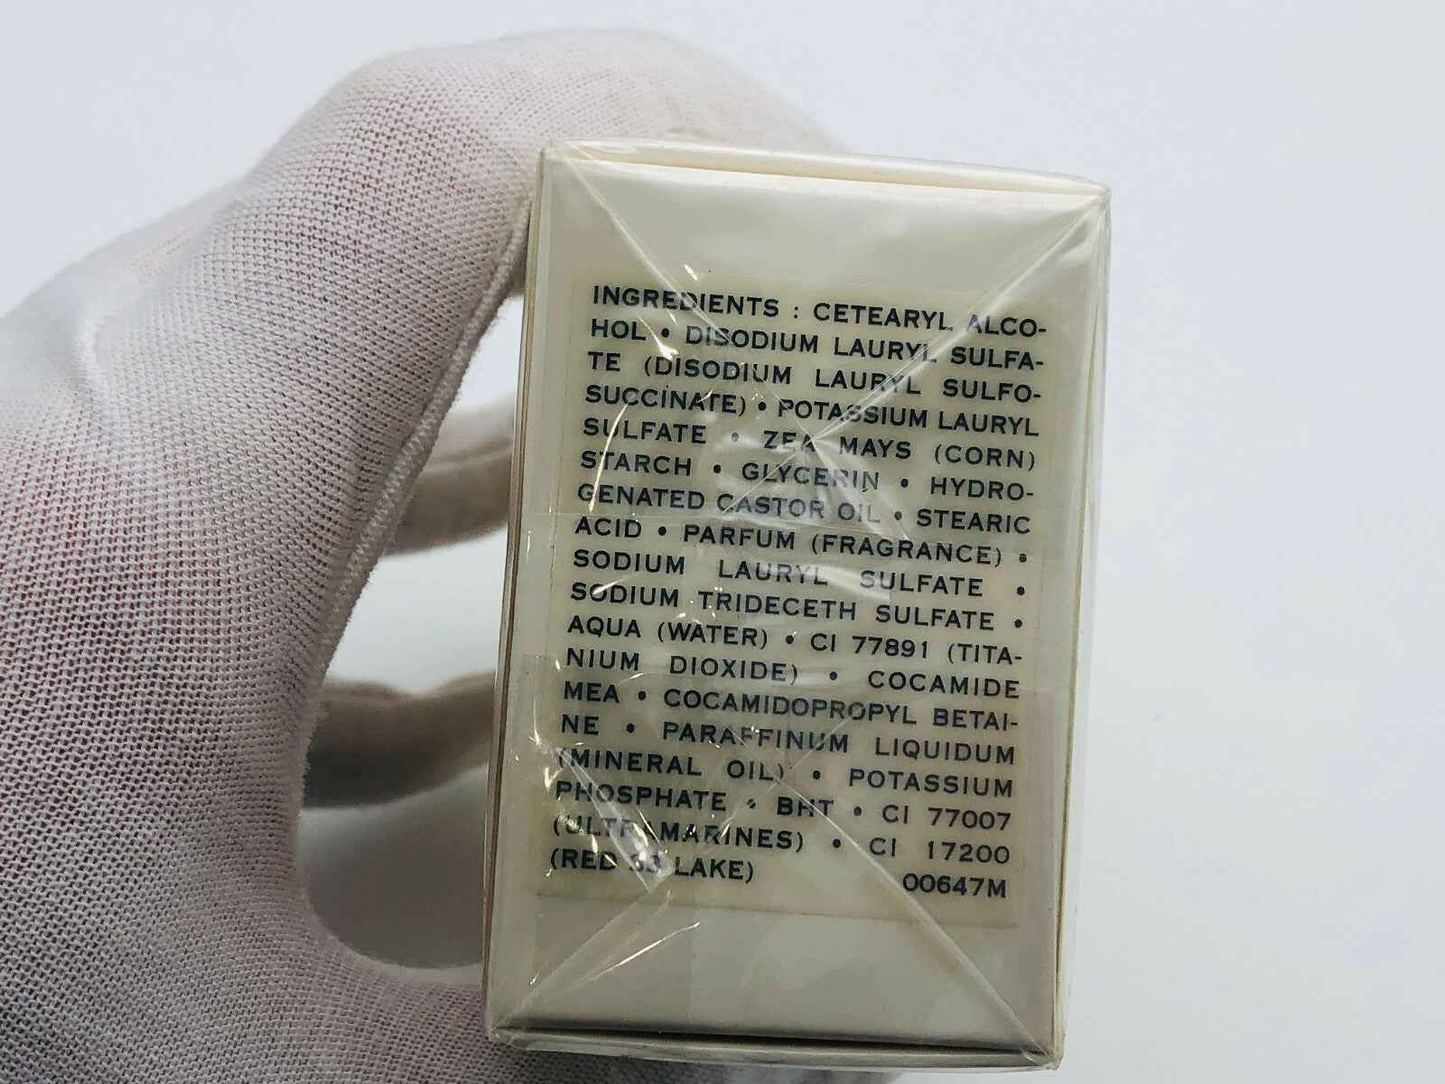 INGREDIENTS : CETEARYL ALCO-
HOL • DISODIUM LAURYL SULFA-
TE (DISODIUM LAURYL SULFO-
SUCCINATE) • POTASSIUM LAURYL
SULFATE • ZEA MAYS (CORN)
STARCH • GLYCERIN • HYDRO-
GENATED CASTOR OIL • STEARIC
ACID • PARFUM (FRAGRANCE) •
SODIUM LAURYL SULFATE •
SODIUM TRIDECETH SULFATE •
AQUA (WATER) • CI 77891 (TITA-
NIUM DIOXIDE) • COCAMIDE
MEA • COCAMIDOPROPYL BETAI-
NE • PARAFFINUM LIQUIDUM
(MINERAL OIL) • POTASSIUM
PHOSPHATE • BHT • CI 77007
(ULTRAMARINES) • CI 17200
(RED 33 LAKE) 00647M